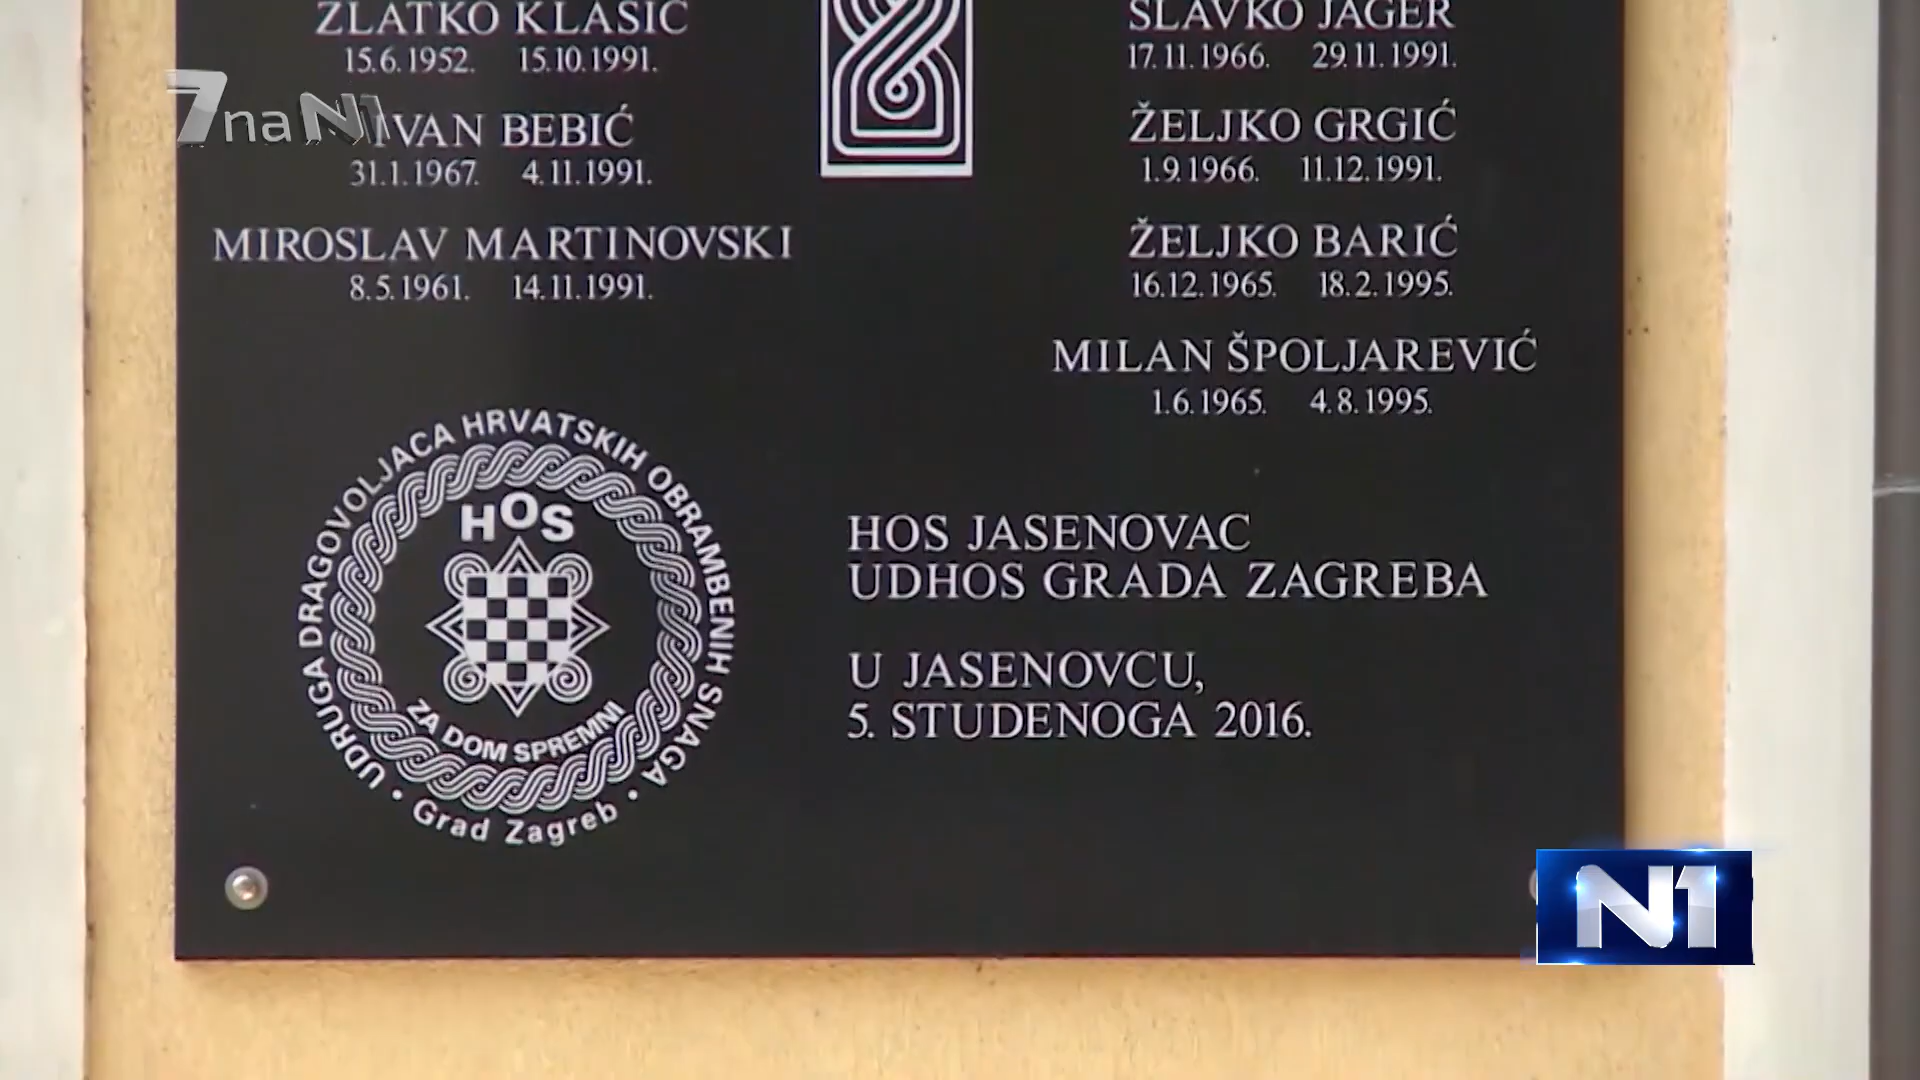 ZLATKO KLASIĆ
15.6.1952. 15.10.1991.
IVAN BEBIĆ
31.1.1967. 4.11.1991.
MIROSLAV MARTINOVSKI
8.5.1961. 14.11.1991.
SLAVKO JAGER
17.11.1966. 29.11.1991.
ŽELJKO GRGIĆ
1.9.1966. 11.12.1991.
ŽELJKO BARIĆ
16.12.1965. 18.2.1995.
MILAN ŠPOLJAREVIĆ
1.6.1965. 4.8.1995.
UDRUGA DRAGOVOLJACA HRVATSKIH OBRAMBENIH SNAGA
HOS
ZA DOM SPREMNI
• Grad Zagreb •
HOS JASENOVAC
UDHOS GRADA ZAGREBA
U JASENOVCU,
5. STUDENOGA 2016.
7 na N1
N1